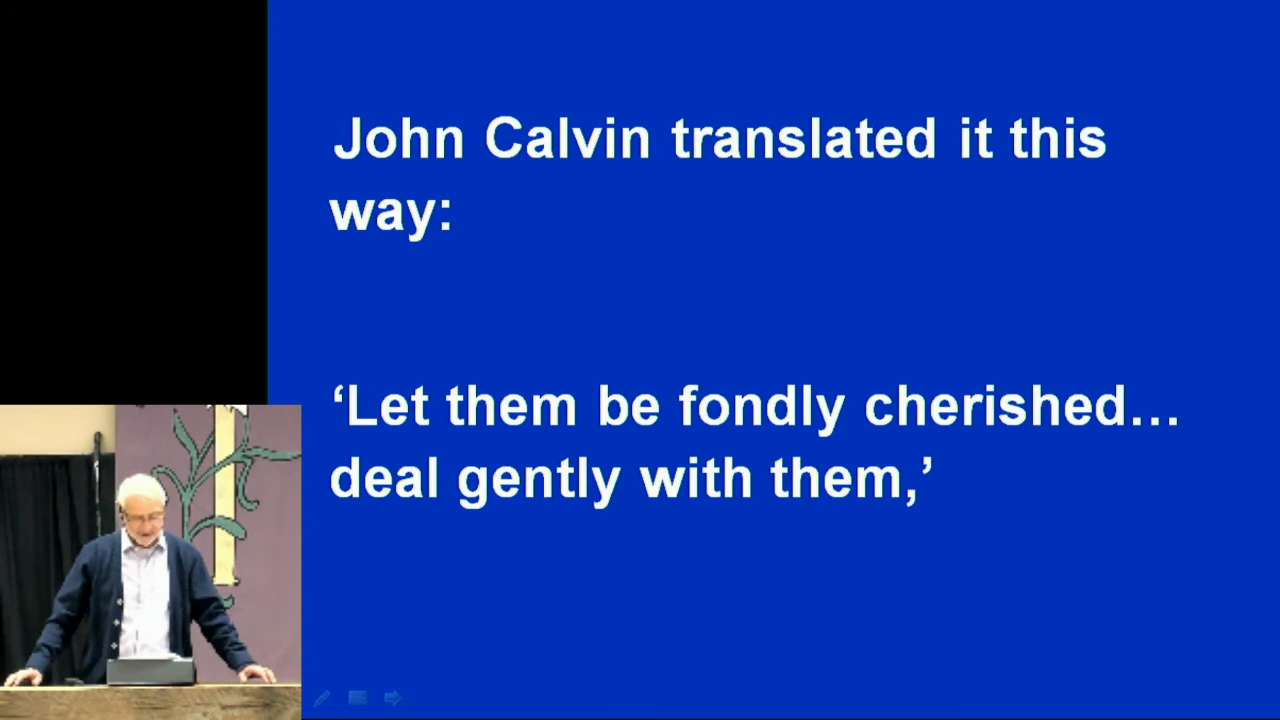 John Calvin translated it this
way:
‘Let them be fondly cherished…
deal gently with them,’